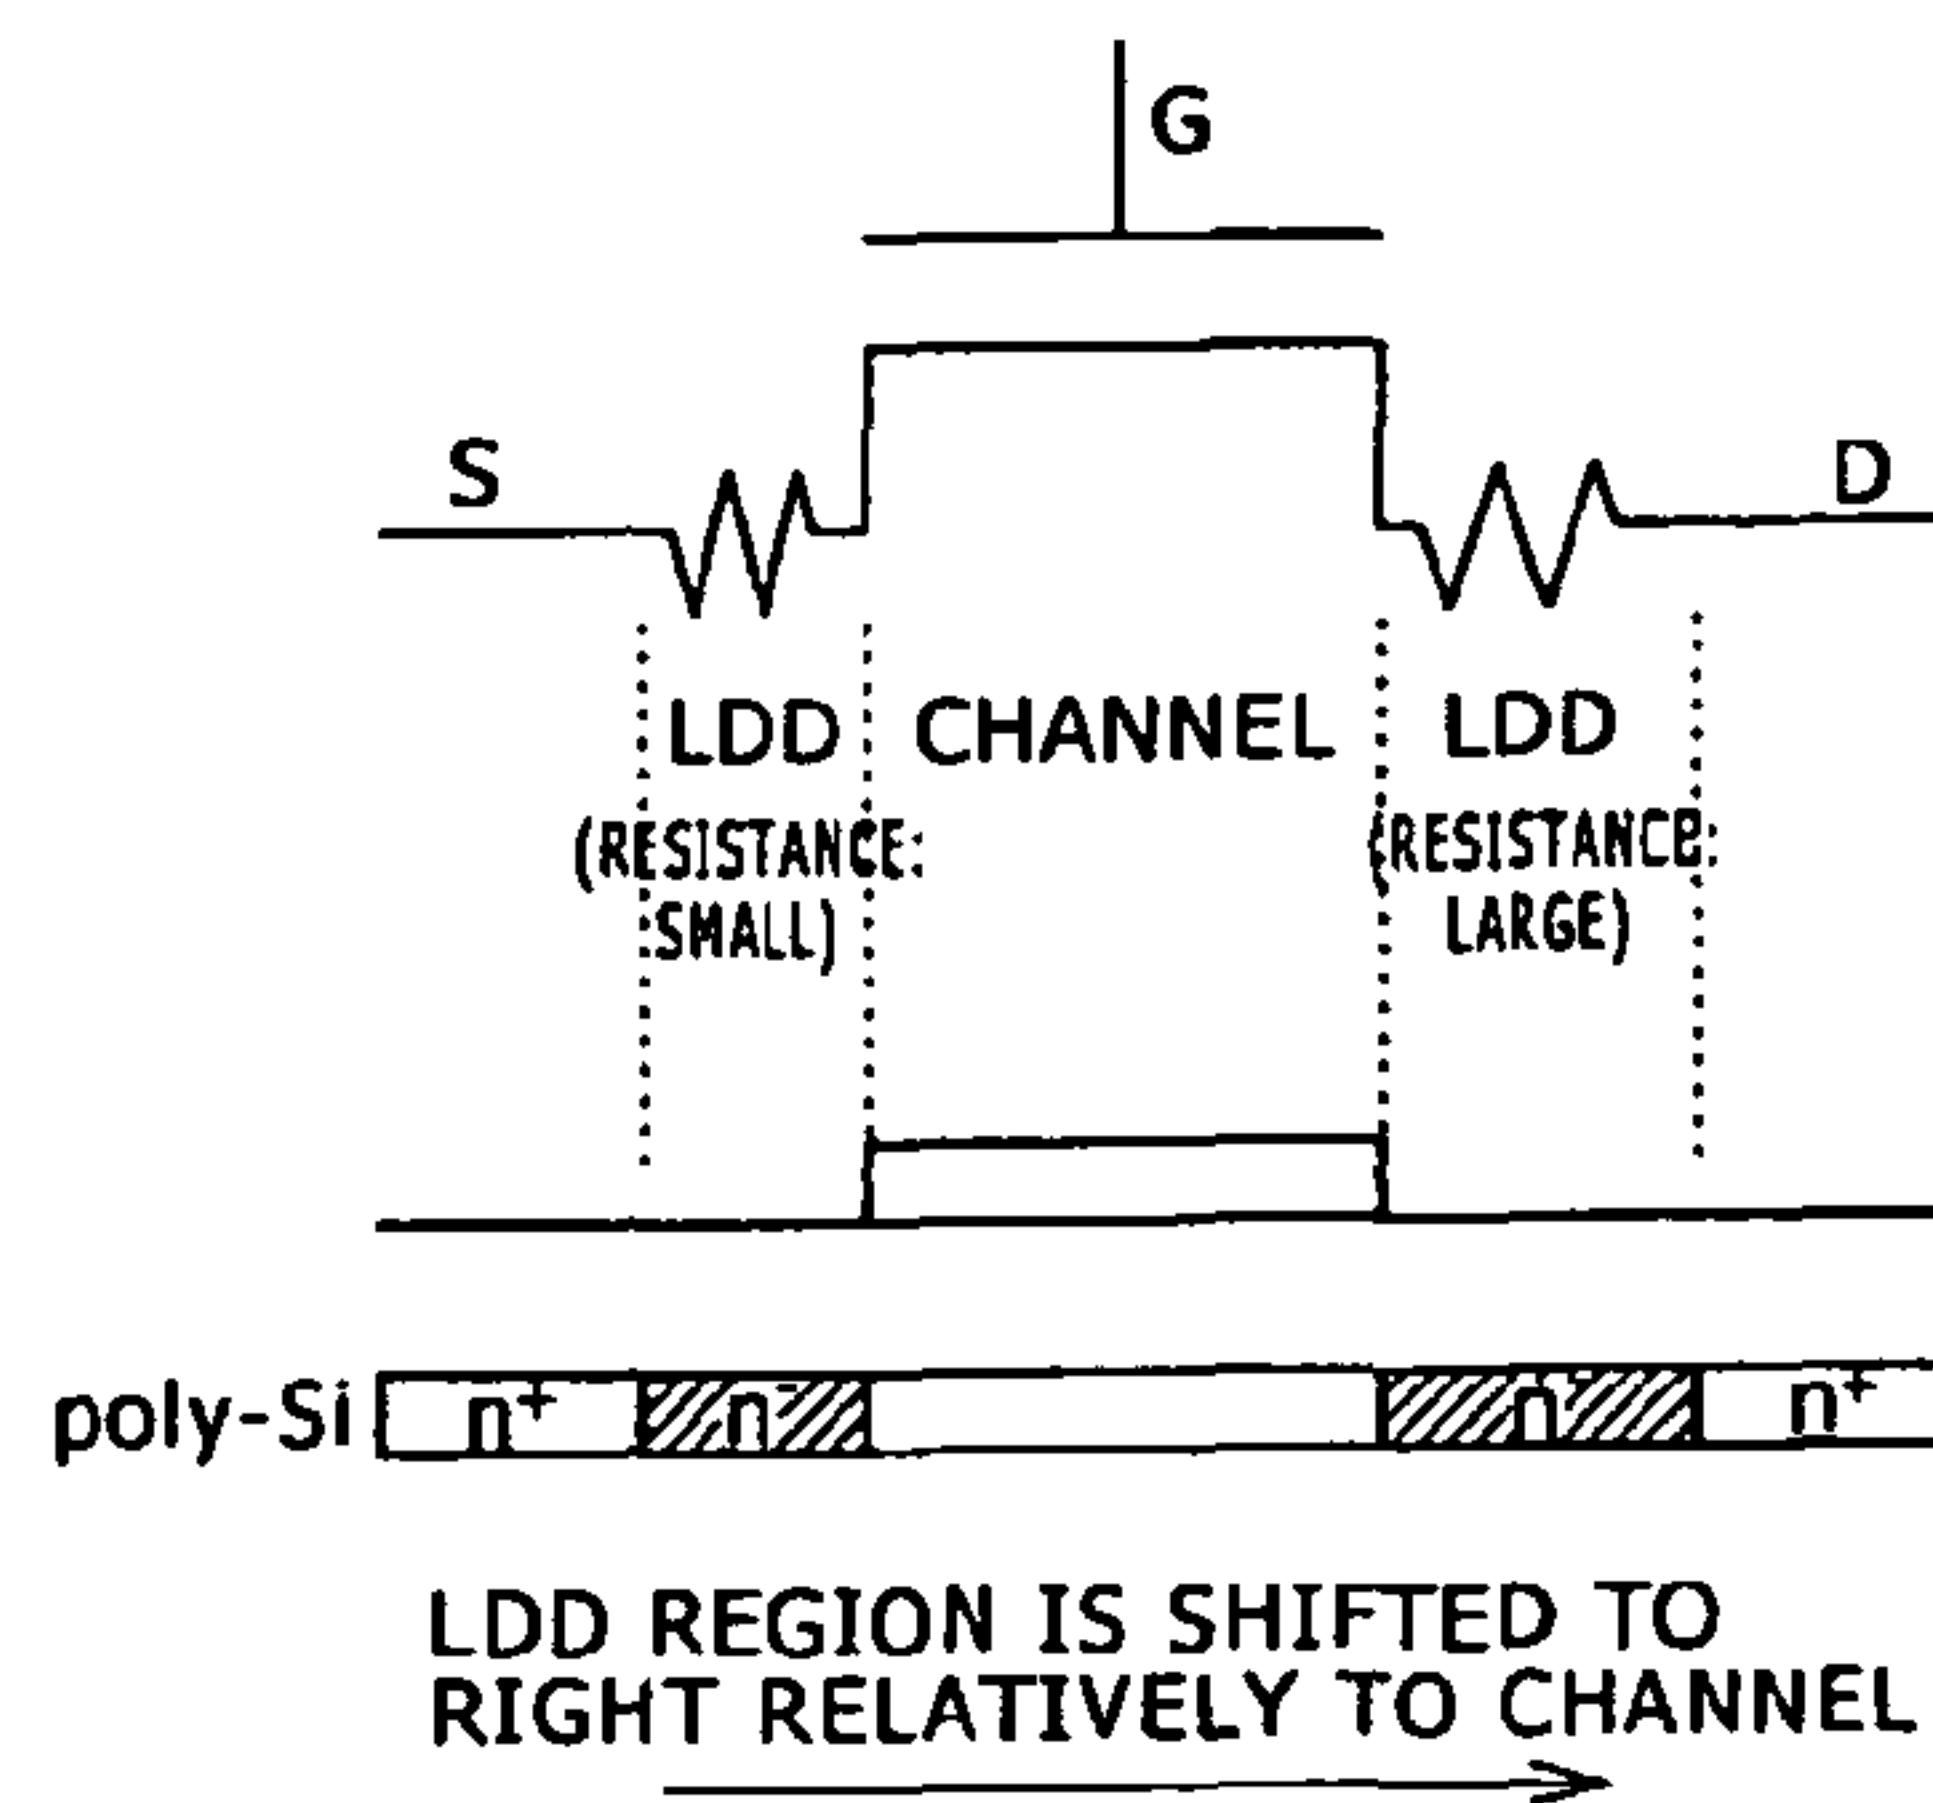 G
S
D
LDD CHANNEL LDD
(RESISTANCE: SMALL)
(RESISTANCE: LARGE)
poly-Si n+ n- n- n+
LDD REGION IS SHIFTED TO
RIGHT RELATIVELY TO CHANNEL